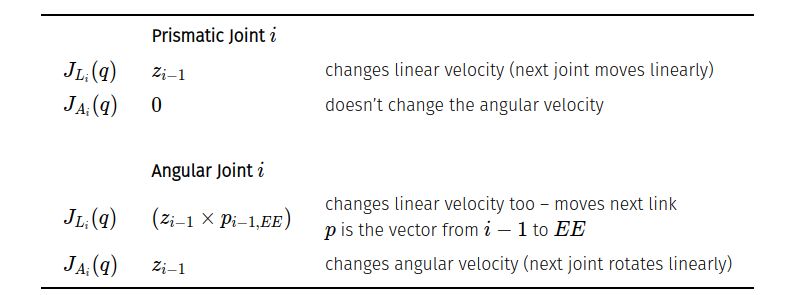 Prismatic Joint i
J_{L_i}(q) z_{i−1} changes linear velocity (next joint moves linearly)
J_{A_i}(q) 0 doesn’t change the angular velocity
Angular Joint i
J_{L_i}(q) (z_{i−1} × p_{i−1,EE}) changes linear velocity too – moves next link
p is the vector from i − 1 to EE
J_{A_i}(q) z_{i−1} changes angular velocity (next joint rotates linearly)